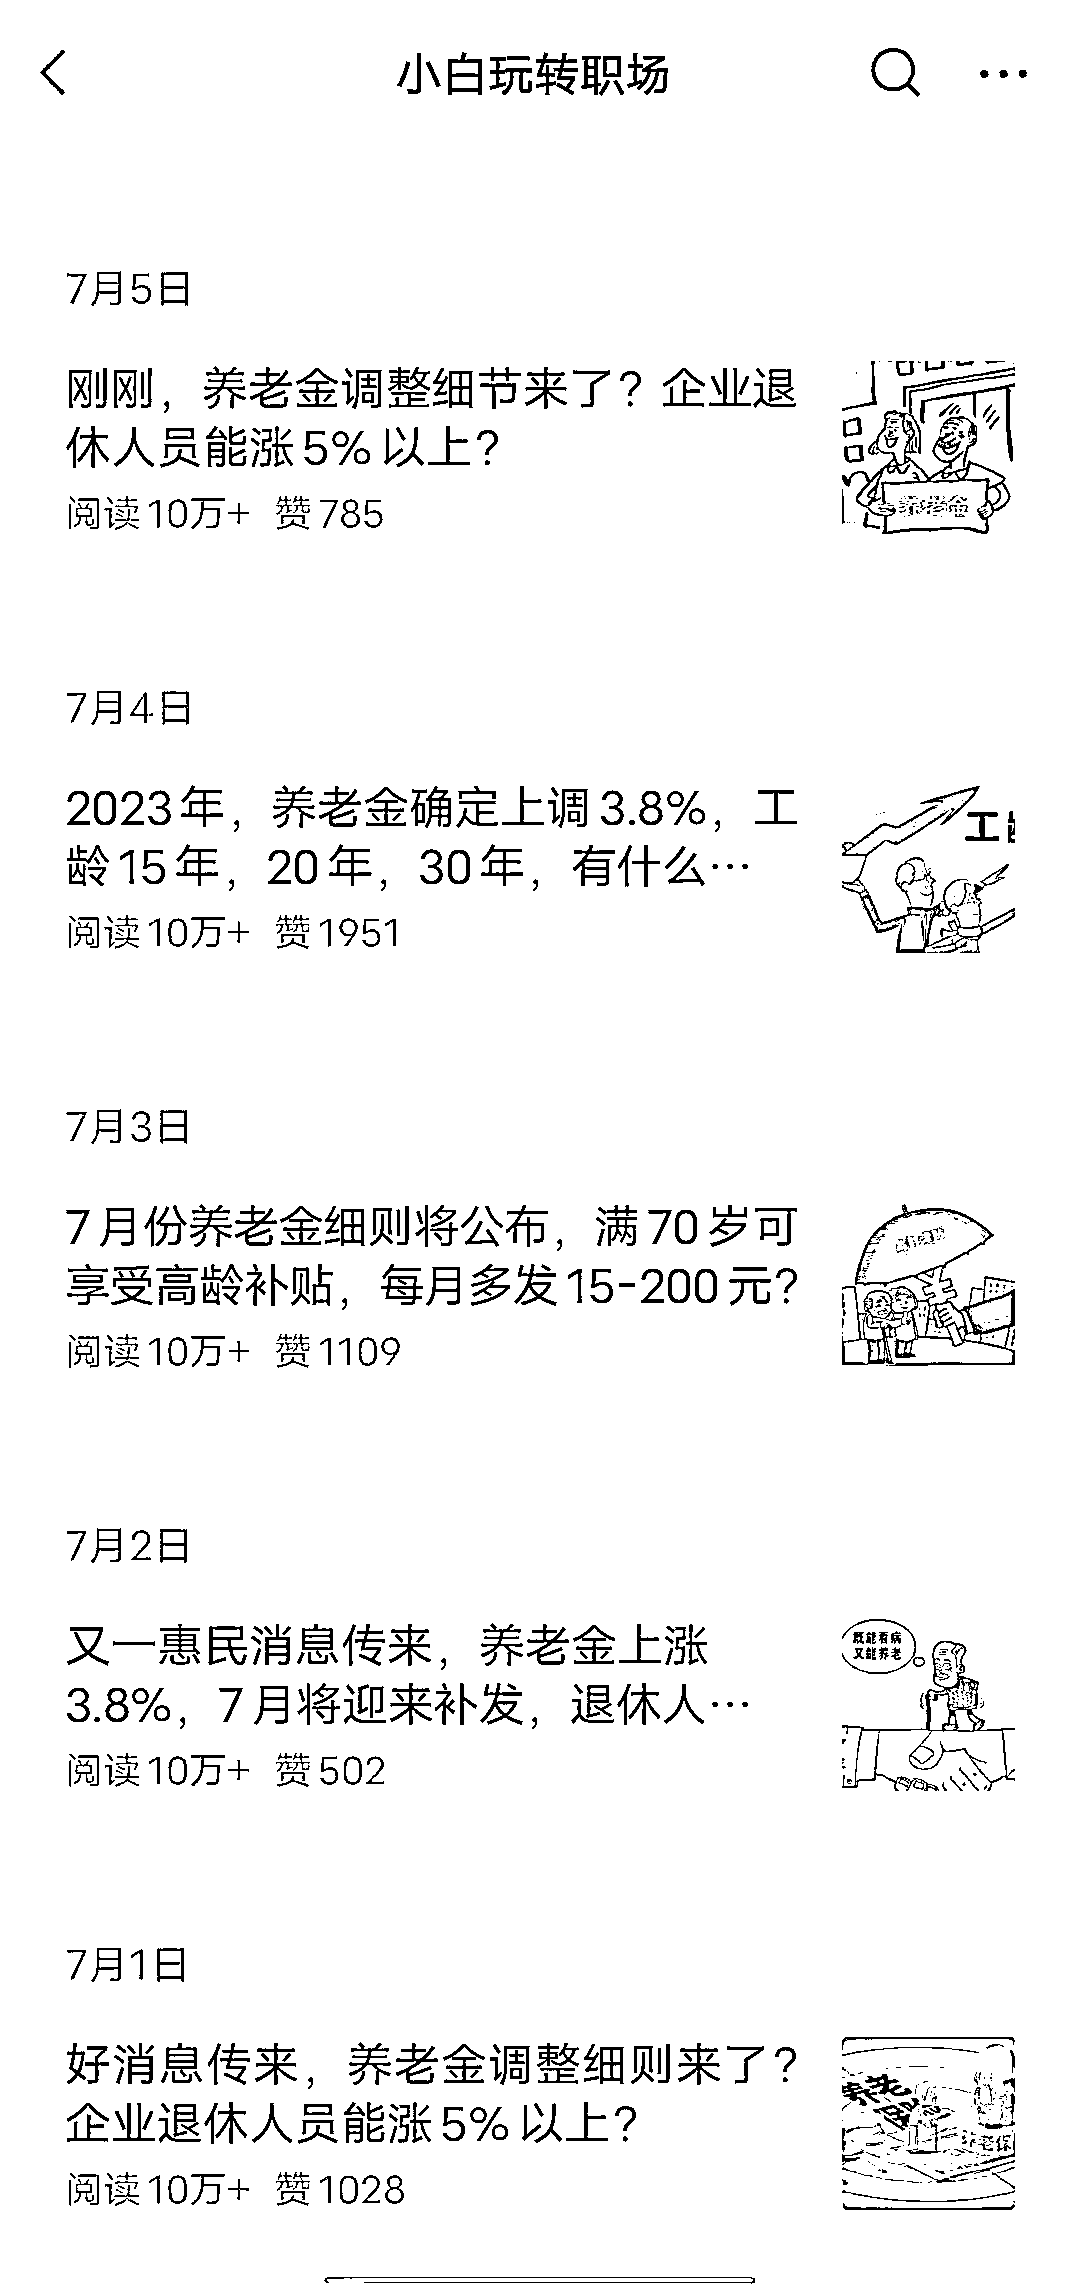 小白玩转职场
7月5日
刚刚，养老金调整细节来了？企业退
休人员能涨5%以上？
阅读10万+ 赞785
养老金
7月4日
2023年，养老金确定上调3.8%，工
龄15年，20年，30年，有什么…
阅读10万+ 赞1951
工
7月3日
7月份养老金细则将公布，满70岁可
享受高龄补贴，每月多发15-200元？
阅读10万+ 赞1109
7月2日
又一惠民消息传来，养老金上涨
3.8%，7月将迎来补发，退休人…
阅读10万+ 赞502
既能看病
又能养老
7月1日
好消息传来，养老金调整细则来了？
企业退休人员能涨5%以上？
阅读10万+ 赞1028